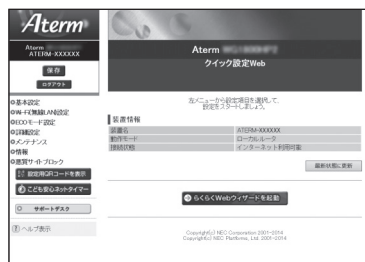 Aterm
Aterm
ATERM-XXXXXX
保存
ログアウト
基本設定
Wi-Fi(無線LAN)設定
ECOモード設定
詳細設定
メンテナンス
情報
悪質サイトブロック
設定用QRコードを表示
こども安心ネットタイマー
サポートデスク
ヘルプ表示
Aterm
クイック設定Web
左メニューから設定項目を選択して、
設定をスタートしましょう。
装置情報
装置名 ATERM-XXXXXX
動作モード ローカルルータ
接続状態 インターネット利用可能
最新状態に更新
らくらくWebウィザードを起動
Copyright(c) NEC Corporation 2001-2014
Copyright(c) NEC Platforms, Ltd. 2001-2014